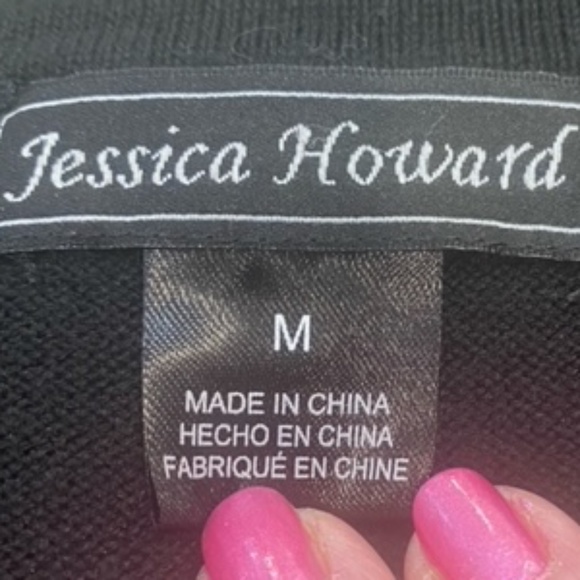 Jessica Howard
M
MADE IN CHINA
HECHO EN CHINA
FABRIQUÉ EN CHINE